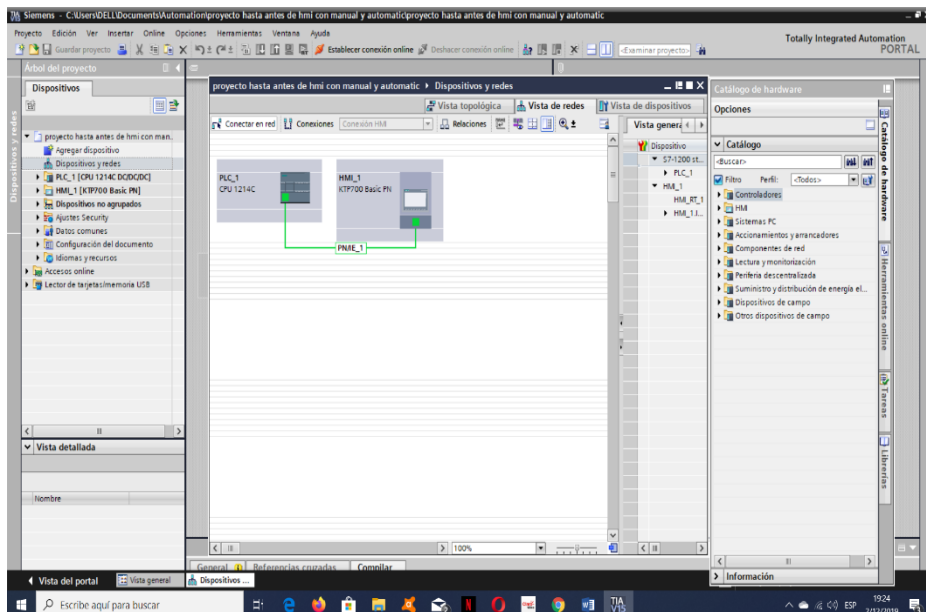 Siemens - C:\Users\DELL\Documents\Automation\proyecto hasta antes de hmi con manual y automatic\proyecto hasta antes de hmi con manual y automatic
Proyecto Edición Ver Insertar Online Opciones Herramientas Ventana Ayuda
Totally Integrated Automation
PORTAL
Guardar proyecto
Establecer conexión online
Deshacer conexión online
<Examinar proyecto>
Árbol del proyecto
Dispositivos
Dispositivos y redes
proyecto hasta antes de hmi con man..
Agregar dispositivo
Dispositivos y redes
PLC_1 [CPU 1214C DC/DC/DC]
HMI_1 [KTP700 Basic PN]
Dispositivos no agrupados
Ajustes Security
Datos comunes
Configuración del documento
Idiomas y recursos
Accesos online
Lector de tarjetas/memoria USB
Vista detallada
Nombre
proyecto hasta antes de hmi con manual y automatic Dispositivos y redes
Vista topológica
Vista de redes
Vista de dispositivos
Conectar en red
Conexiones
Conexión HMI
Relaciones
Vista genera
PLC_1
CPU 1214C
HMI_1
KTP700 Basic PN
PN/IE_1
Dispositivo
S7-1200 st...
PLC_1
HMI_1
HMI_RT_1
HMI_1.I...
100%
General
Referencias cruzadas
Compilar
Catálogo de hardware
Opciones
Catálogo
<Buscar>
Filtro
Perfil:
<Todos>
Controladores
HMI
Sistemas PC
Accionamientos y arrancadores
Componentes de red
Lectura y monitorización
Periferia descentralizada
Suministro y distribución de energía el...
Dispositivos de campo
Otros dispositivos de campo
Información
Catálogo de hardware
Herramientas online
Tareas
Librerías
Vista del portal
Vista general
Dispositivos ...
Escribe aquí para buscar
TIA
V15
ESP
19:24